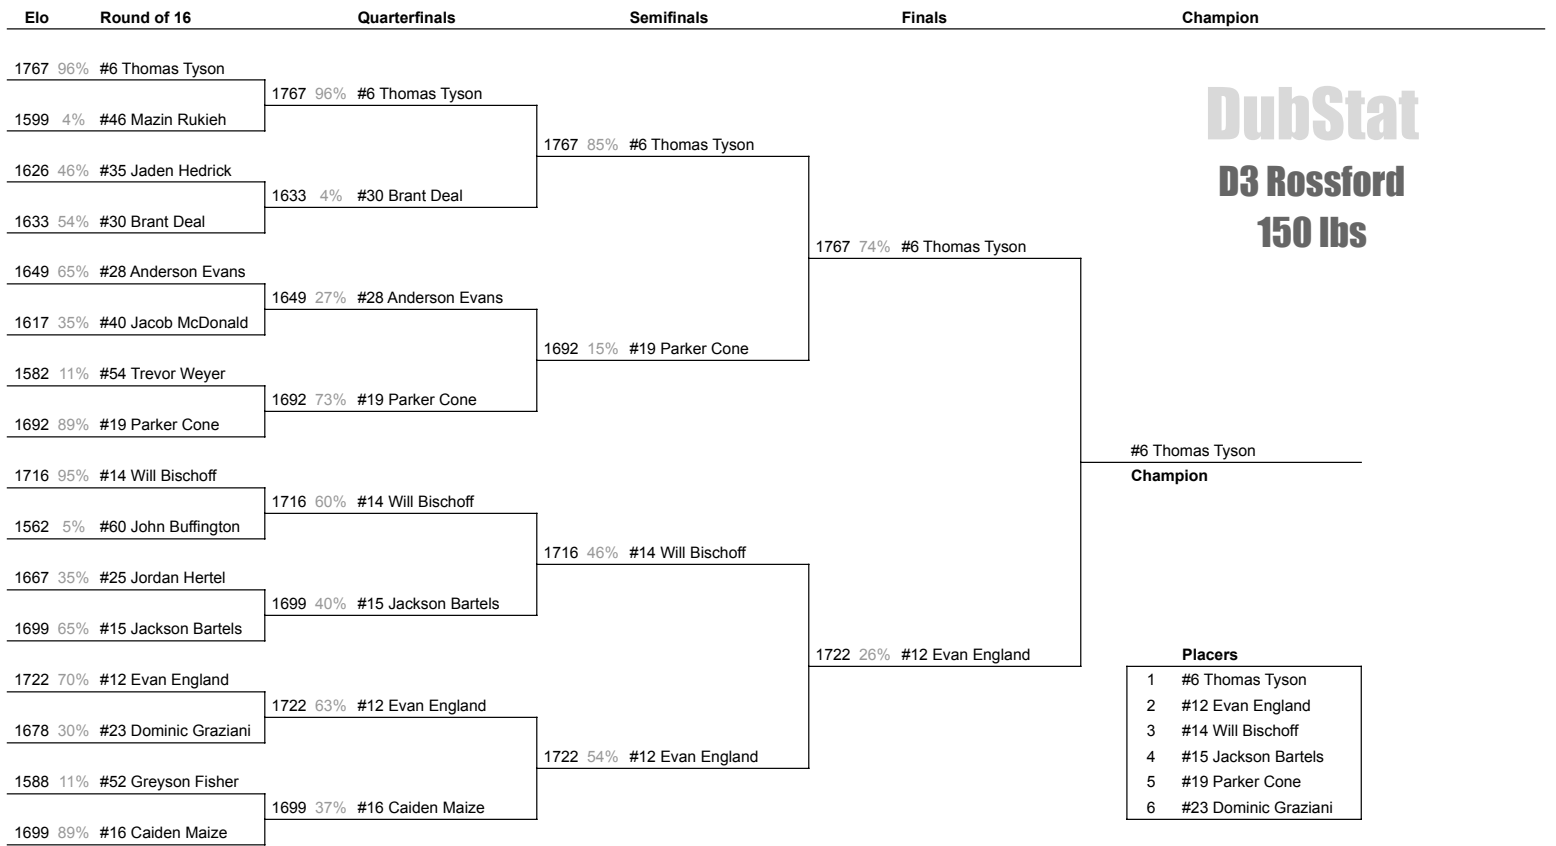 Elo Round of 16 Quarterfinals Semifinals Finals Champion
1767 96% #6 Thomas Tyson
1767 96% #6 Thomas Tyson
1599 4% #46 Mazin Rukieh
1767 85% #6 Thomas Tyson
1626 46% #35 Jaden Hedrick
1633 4% #30 Brant Deal
1633 54% #30 Brant Deal
1767 74% #6 Thomas Tyson
1649 65% #28 Anderson Evans
1649 27% #28 Anderson Evans
1617 35% #40 Jacob McDonald
1692 15% #19 Parker Cone
1582 11% #54 Trevor Weyer
1692 73% #19 Parker Cone
1692 89% #19 Parker Cone
#6 Thomas Tyson
Champion
1716 95% #14 Will Bischoff
1716 60% #14 Will Bischoff
1562 5% #60 John Buffington
1716 46% #14 Will Bischoff
1667 35% #25 Jordan Hertel
1699 40% #15 Jackson Bartels
1699 65% #15 Jackson Bartels
1722 26% #12 Evan England
1722 70% #12 Evan England
1722 63% #12 Evan England
1678 30% #23 Dominic Graziani
1722 54% #12 Evan England
1588 11% #52 Greyson Fisher
1699 37% #16 Caiden Maize
1699 89% #16 Caiden Maize
DubStat
D3 Rossford
150 lbs
Placers
1 #6 Thomas Tyson
2 #12 Evan England
3 #14 Will Bischoff
4 #15 Jackson Bartels
5 #19 Parker Cone
6 #23 Dominic Graziani